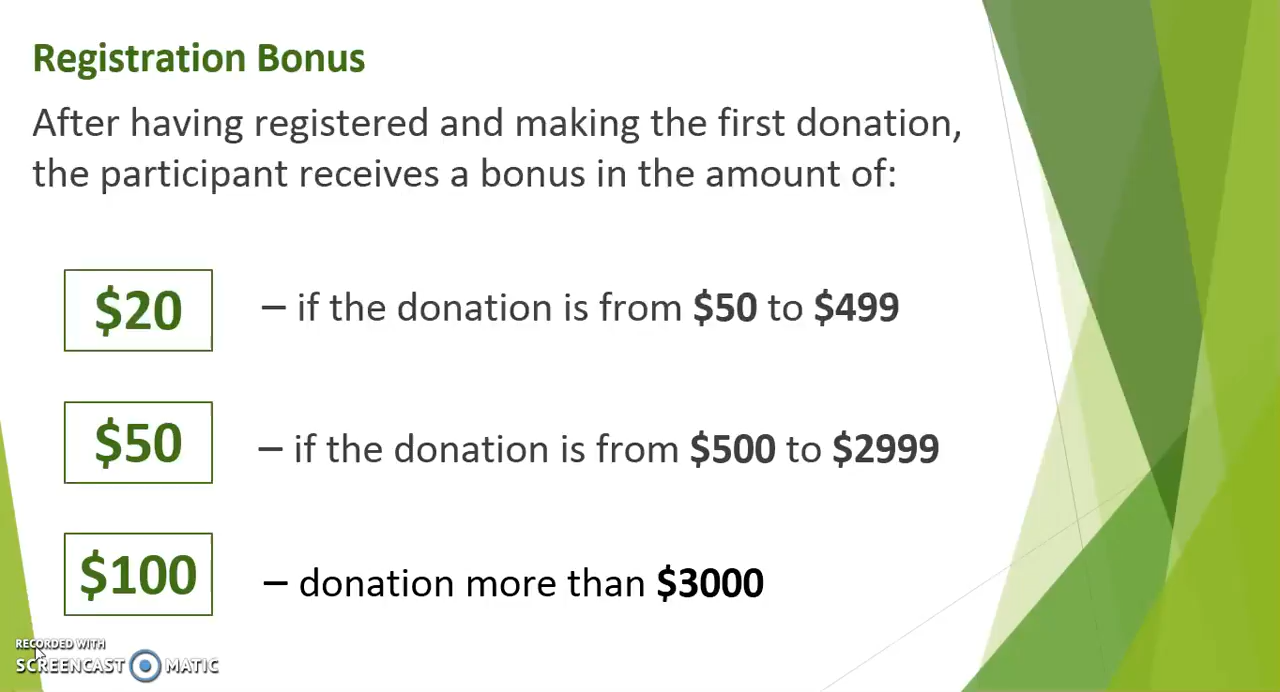 Registration Bonus
After having registered and making the first donation,
the participant receives a bonus in the amount of:
$20 – if the donation is from $50 to $499
$50 – if the donation is from $500 to $2999
$100 – donation more than $3000
RECORDED WITH
SCREENCAST MATIC